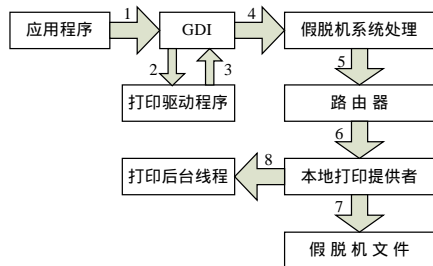 应用程序
1
GDI
4
假脱机系统处理
2
3
5
打印驱动程序
路由器
6
打印后台线程
8
本地打印提供者
7
假脱机文件